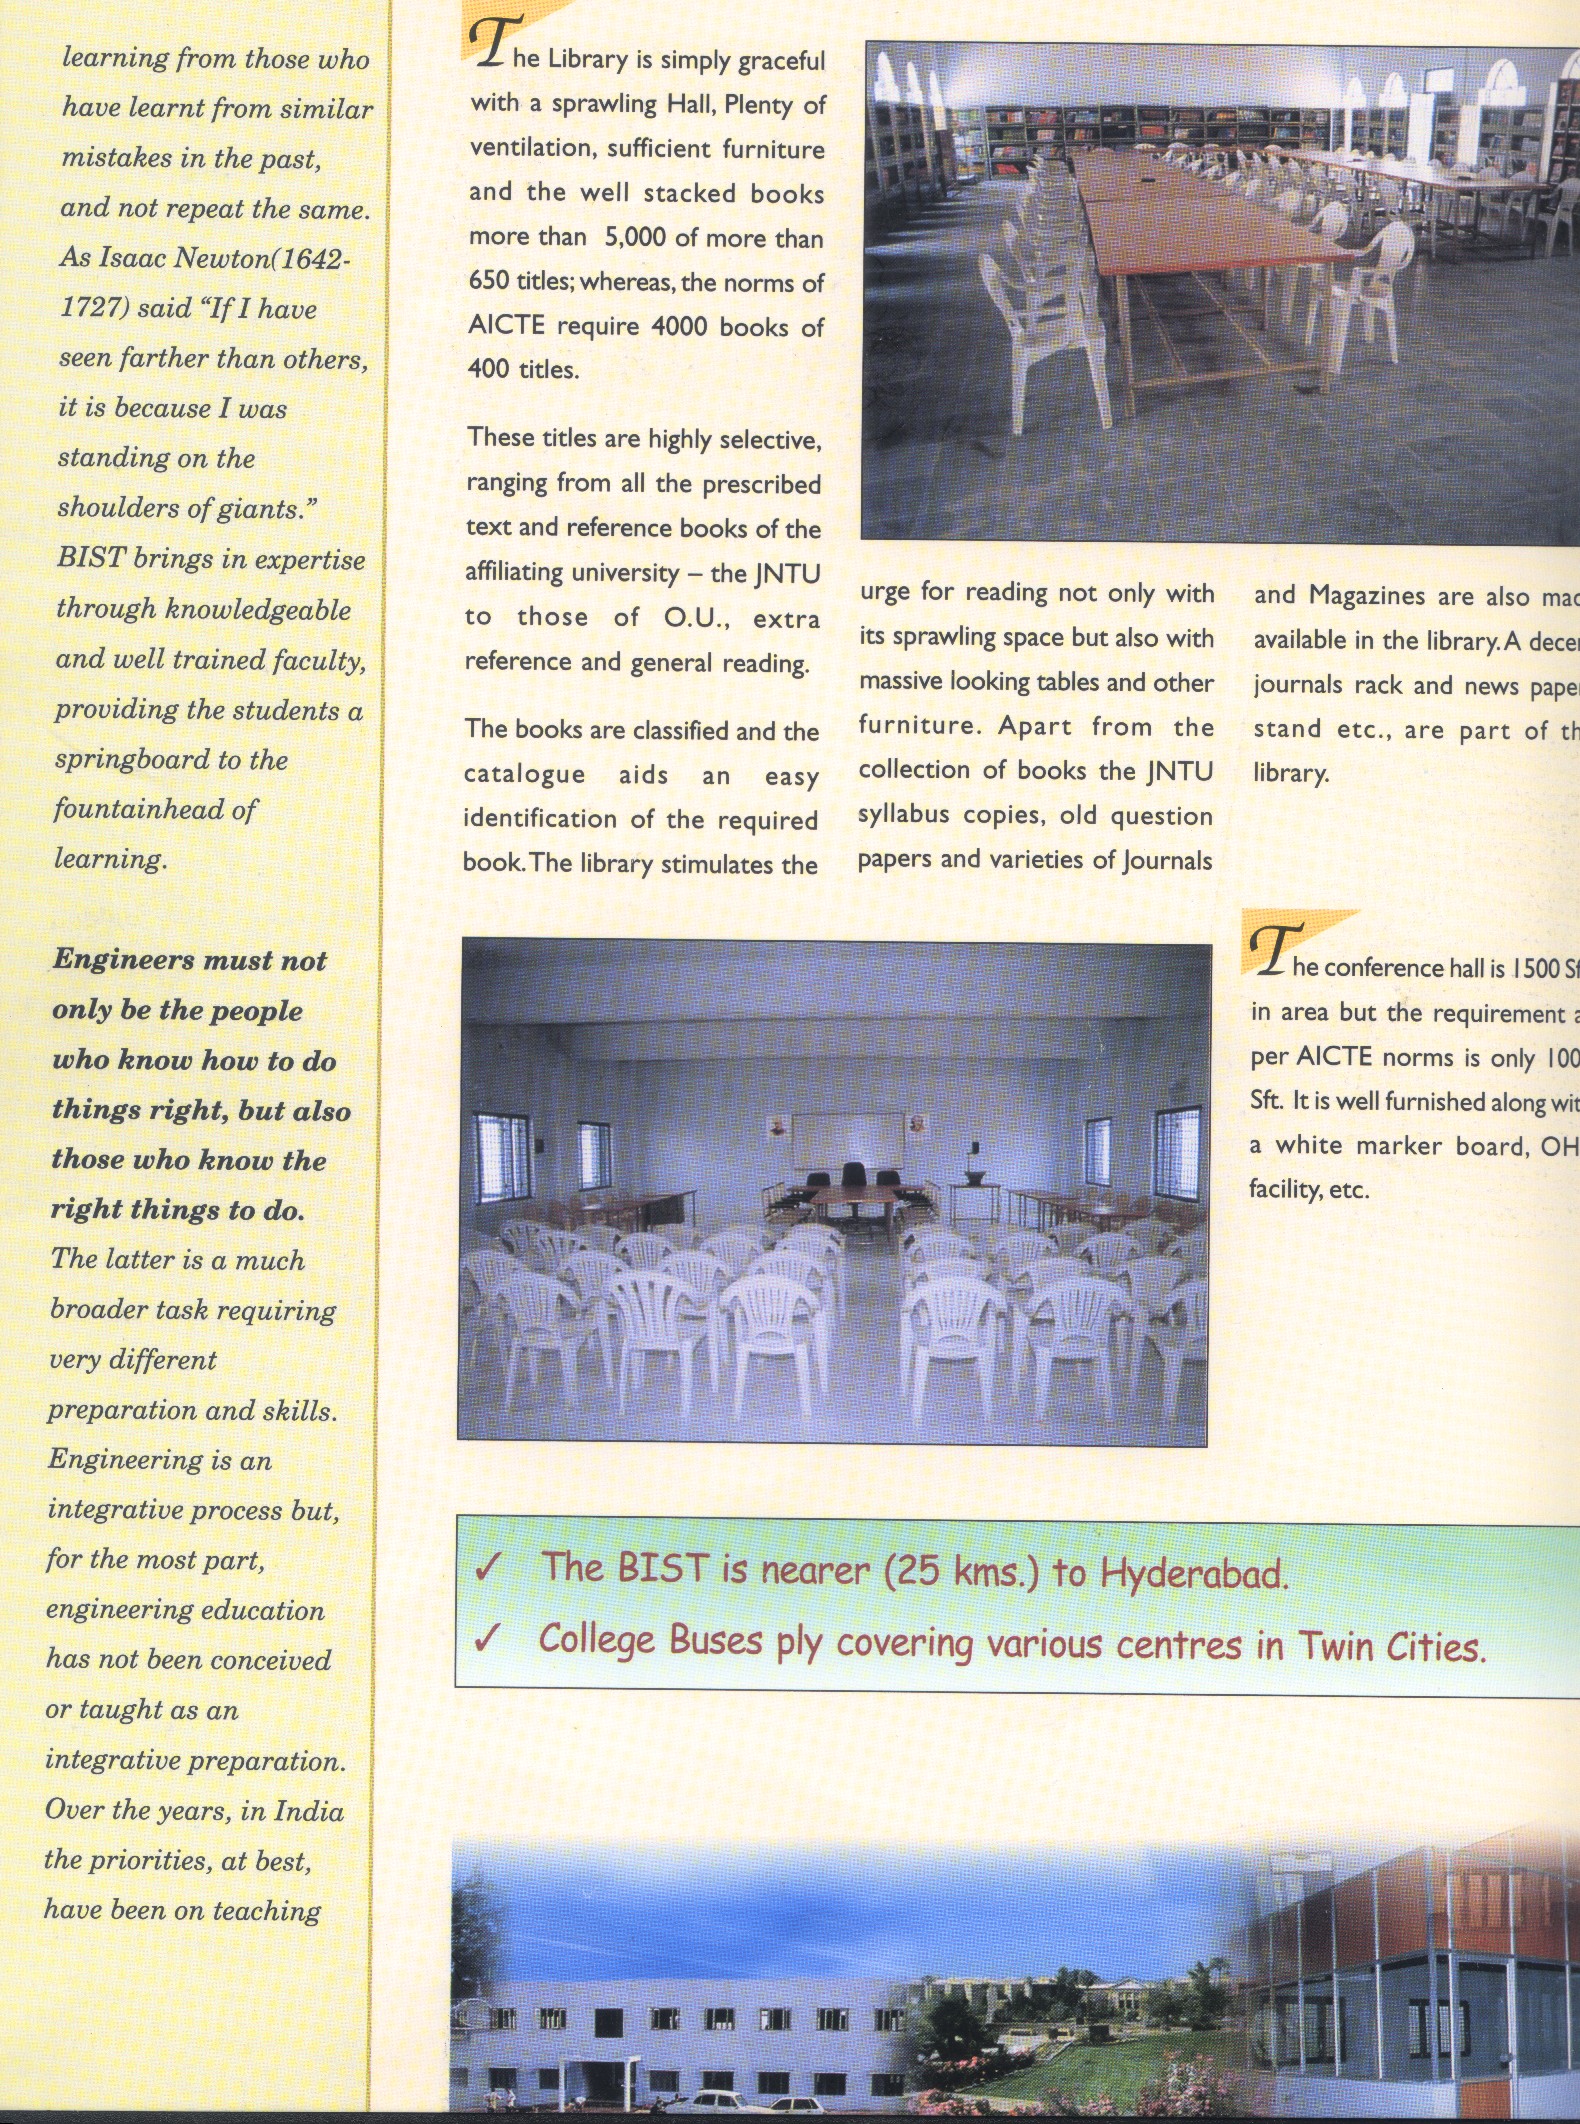 learning from those who
have learnt from similar
mistakes in the past,
and not repeat the same.
As Isaac Newton(1642-
1727) said “If I have
seen farther than others,
it is because I was
standing on the
shoulders of giants.”
BIST brings in expertise
through knowledgeable
and well trained faculty,
providing the students a
springboard to the
fountainhead of
learning.
Engineers must not
only be the people
who know how to do
things right, but also
those who know the
right things to do.
The latter is a much
broader task requiring
very different
preparation and skills.
Engineering is an
integrative process but,
for the most part,
engineering education
has not been conceived
or taught as an
integrative preparation.
Over the years, in India
the priorities, at best,
have been on teaching
The Library is simply graceful
with a sprawling Hall, Plenty of
ventilation, sufficient furniture
and the well stacked books
more than 5,000 of more than
650 titles; whereas, the norms of
AICTE require 4000 books of
400 titles.
These titles are highly selective,
ranging from all the prescribed
text and reference books of the
affiliating university – the JNTU
to those of O.U., extra
reference and general reading.
The books are classified and the
catalogue aids an easy
identification of the required
book. The library stimulates the
urge for reading not only with
its sprawling space but also with
massive looking tables and other
furniture. Apart from the
collection of books the JNTU
syllabus copies, old question
papers and varieties of Journals
and Magazines are also
available in the library. A
journals rack and news
stand etc., are part of
library.
The conference hall is 1500
in area but the requirement
per AICTE norms is only
Sft. It is well furnished along
a white marker board,
facility, etc.
✓ The BIST is nearer (25 kms.) to Hyderabad.
✓ College Buses ply covering various centres in Twin Cities.